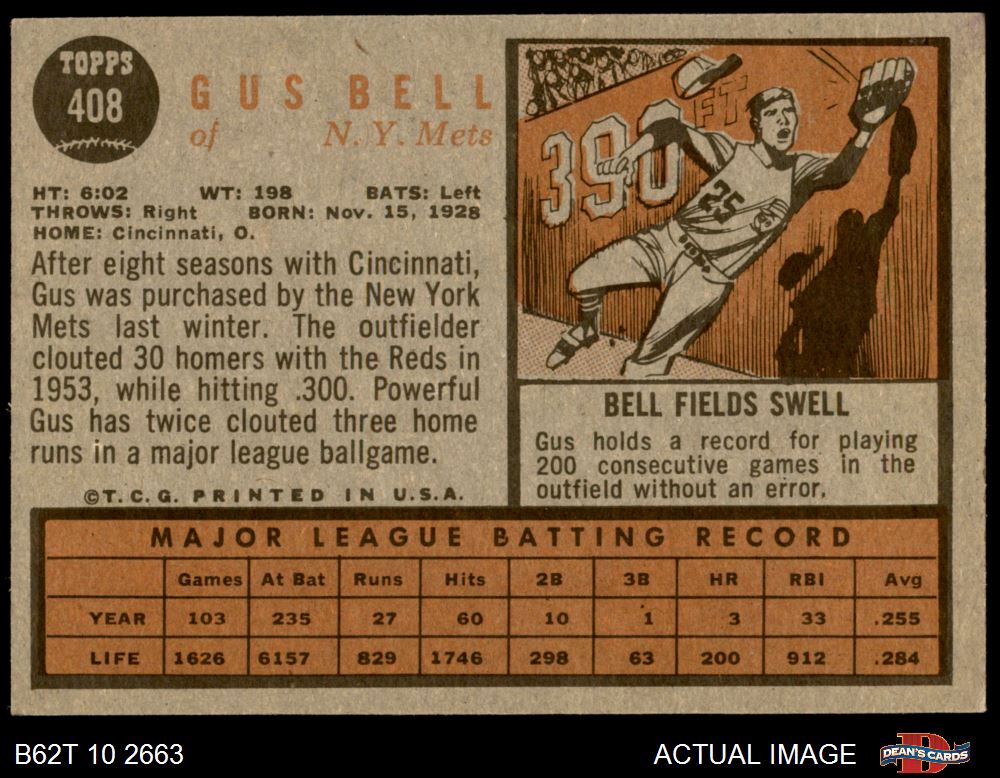 TOPPS
408
GUS BELL
of N. Y. Mets
HT: 6:02 WT: 198 BATS: Left
THROWS: Right BORN: Nov. 15, 1928
HOME: Cincinnati, O.
After eight seasons with Cincinnati,
Gus was purchased by the New York
Mets last winter. The outfielder
clouted 30 homers with the Reds in
1953, while hitting .300. Powerful
Gus has twice clouted three home
runs in a major league ballgame.
©T.C.G. PRINTED IN U.S.A.
390 FT
25
BELL FIELDS SWELL
Gus holds a record for playing
200 consecutive games in the
outfield without an error.
MAJOR LEAGUE BATTING RECORD
Games At Bat Runs Hits 2B 3B HR RBI Avg
YEAR 103 235 27 60 10 1 3 33 .255
LIFE 1626 6157 829 1746 298 63 200 912 .284
B62T 10 2663
ACTUAL IMAGE
DEAN'S CARDS